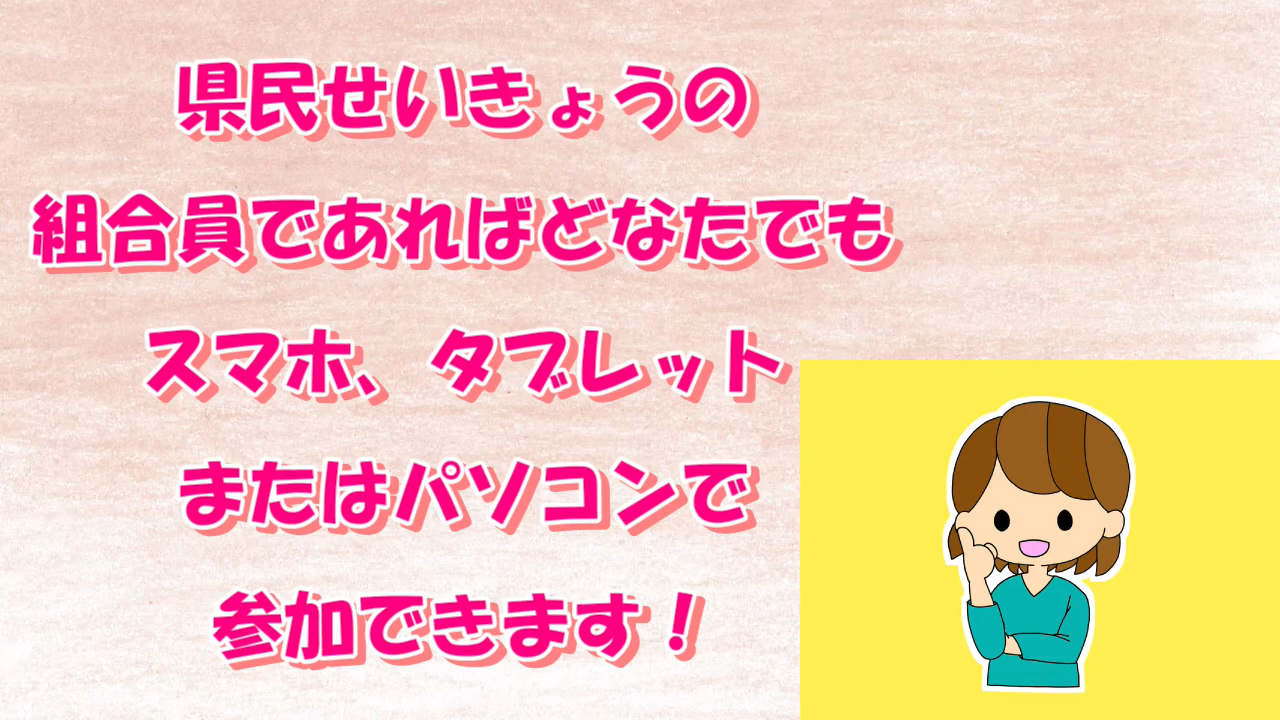 県民せいきょうの
組合員であればどなたでも
スマホ、タブレット
またはパソコンで
参加できます！